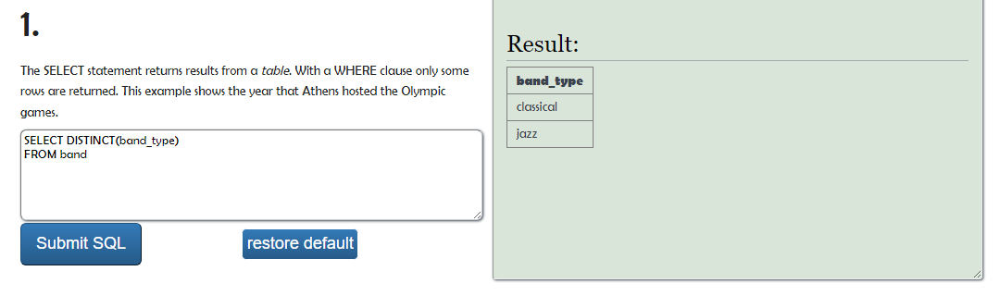 1.
The SELECT statement returns results from a table. With a WHERE clause only some
rows are returned. This example shows the year that Athens hosted the Olympic
games.
SELECT DISTINCT(band_type)
FROM band
Submit SQL
restore default
Result:
band_type
classical
jazz